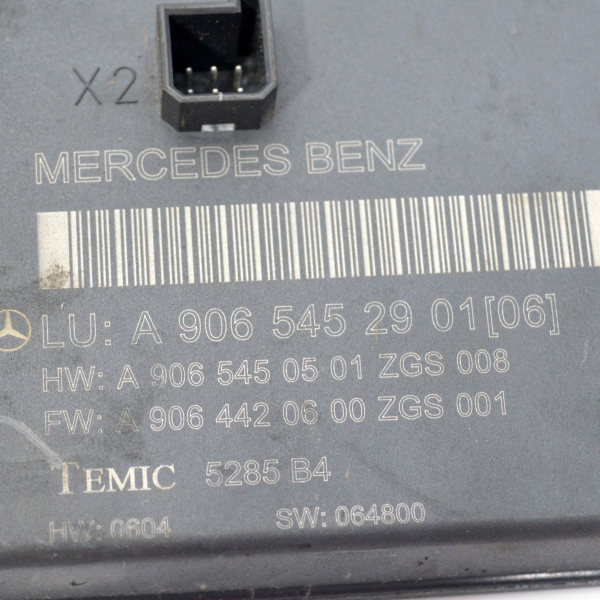 X2
MERCEDES BENZ
LU: A 906 545 29 01[06]
HW: A 906 545 05 01 ZGS 008
FW: A 906 442 06 00 ZGS 001
TEMIC 5285 B4
HW: 0604 SW: 064800